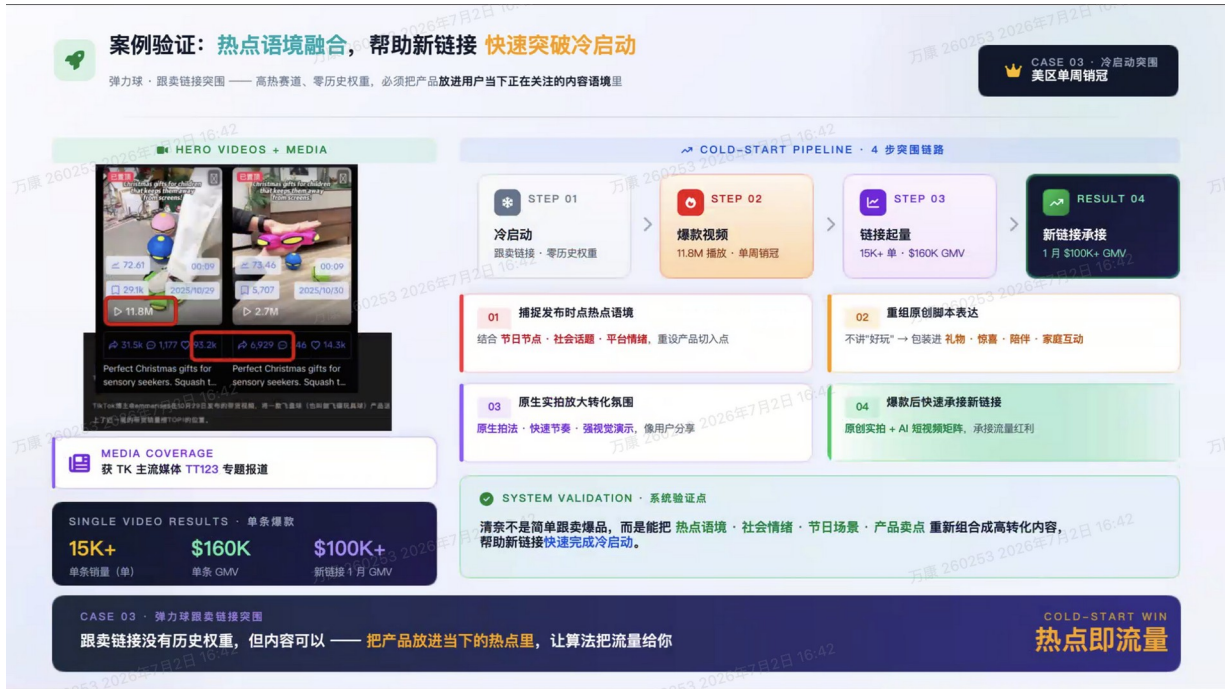 案例验证：热点语境融合，帮助新链接 快速突破冷启动
弹力球 · 跟卖链接突围 —— 高热赛道、零历史权重，必须把产品放进用户当下正在关注的内容语境里
CASE 03 · 冷启动突围
美区单周销冠
HERO VIDEOS + MEDIA
已置顶
Christmas gifts for children
that keeps them away
from screens!
72.61
00:09
29.1k
2025/10/29
11.8M
31.5k 1,177 93.2k
Perfect Christmas gifts for
sensory seekers. Squash t...
已置顶
Christmas gifts for children
that keeps them away
from screens!
73.46
00:09
5,707
2025/10/30
2.7M
6,929 46 14.3k
Perfect Christmas gifts for
sensory seekers. Squash t...
MEDIA COVERAGE
获 TK 主流媒体 TT123 专题报道
SINGLE VIDEO RESULTS · 单条爆款
15K+
单条销量（单）
$160K
单条 GMV
$100K+
新链接 1 月 GMV
COLD-START PIPELINE · 4 步突围链路
STEP 01
冷启动
跟卖链接 · 零历史权重
STEP 02
爆款视频
11.8M 播放 · 单周销冠
STEP 03
链接起量
15K+ 单 · $160K GMV
RESULT 04
新链接承接
1 月 $100K+ GMV
01 捕捉发布时点热点语境
结合 节日节点 · 社会话题 · 平台情绪，重设产品切入点
02 重组原创脚本表达
不讲"好玩" → 包装进 礼物 · 惊喜 · 陪伴 · 家庭互动
03 原生实拍放大转化氛围
原生拍法 · 快速节奏 · 强视觉演示，像用户分享
04 爆款后快速承接新链接
原创实拍 + AI 短视频矩阵，承接流量红利
SYSTEM VALIDATION · 系统验证点
清奈不是简单跟卖爆品，而是能把 热点语境 · 社会情绪 · 节日场景 · 产品卖点 重新组合成高转化内容，
帮助新链接快速完成冷启动。
CASE 03 · 弹力球跟卖链接突围
跟卖链接没有历史权重，但内容可以 —— 把产品放进当下的热点里，让算法把流量给你
COLD-START WIN
热点即流量
万康 260253 2026年7月2日 16:42